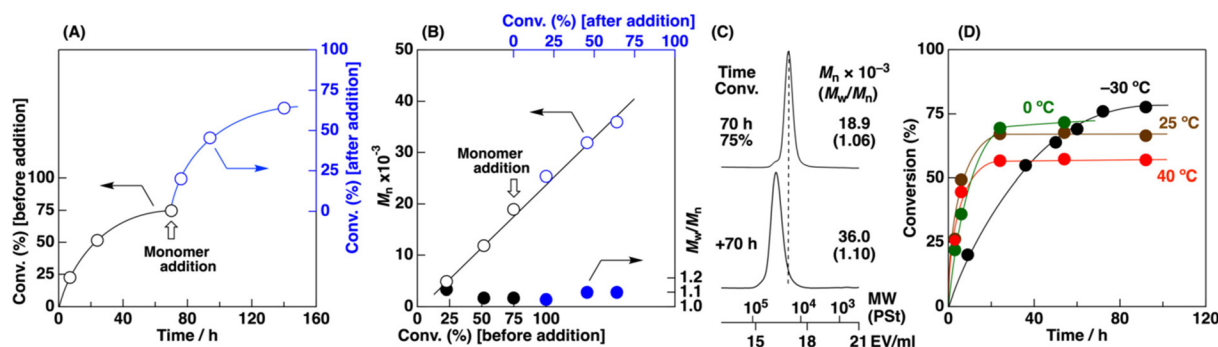 (A)
Conv. (%) [before addition]
100
75
50
25
0
0 40 80 120 160
Time / h
Monomer
addition
100
75
50
25
0
Conv. (%) [after addition]
(B)
Conv. (%) [after addition]
0 25 50 75 100
50
40
30
20
10
0
Mn x10-3
Monomer
addition
1.2
1.1
1.0
Mw/Mn
0 25 50 75 100
Conv. (%) [before addition]
(C)
Time
Conv.
Mn × 10−3
(Mw/Mn)
70 h
75%
18.9
(1.06)
+70 h
36.0
(1.10)
105 104 103 MW
(PSt)
15 18 21 EV/ml
(D)
Conversion (%)
100
75
50
25
0
0 °C
−30 °C
25 °C
40 °C
0 20 40 60 80 100 120
Time / h